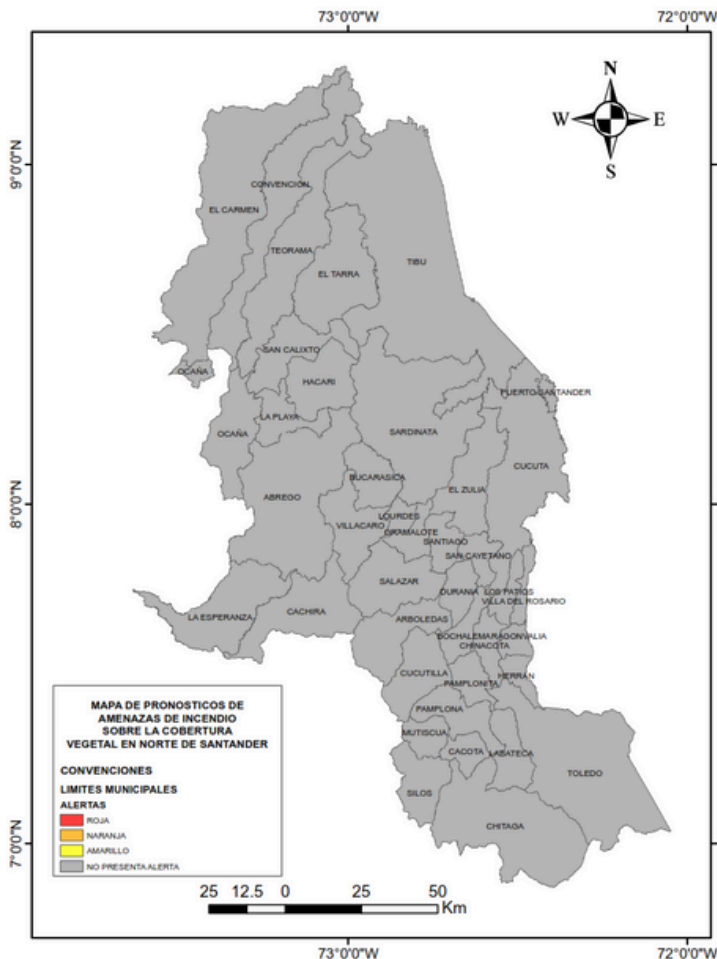 73°0'0"W 72°0'0"W
N
W E
S
9°0'0"N
CONVENCIÓN
EL CARMEN
TEORAMA
TIBU
EL TARRA
SAN CALIXTO
OCAÑA
HACARI
PUERTO SANTANDER
LA PLAYA
OCAÑA
SARDINATA
CUCUTA
BUCARASICA
EL ZULIA
8°0'0"N
ABREGO
LOURDES
VILLACARO
GRAMALOTE
SANTIAGO
SAN CAYETANO
SALAZAR
DURANIA
LOS PATIOS
VILLA DEL ROSARIO
CACHIRA
LA ESPERANZA
ARBOLEDAS
BOCHALEMA
RAGONVALIA
CHINACOTA
CUCUTILLA
HERRAN
PAMPLONITA
PAMPLONA
MUTISCUA
CACOTA
LABATECA
TOLEDO
SILOS
CHITAGA
MAPA DE PRONOSTICOS DE
AMENAZAS DE INCENDIO
SOBRE LA COBERTURA
VEGETAL EN NORTE DE SANTANDER
CONVENCIONES
LIMITES MUNICIPALES
ALERTAS
ROJA
NARANJA
AMARILLO
NO PRESENTA ALERTA
7°0'0"N
25 12.5 0 25 50
Km
73°0'0"W 72°0'0"W